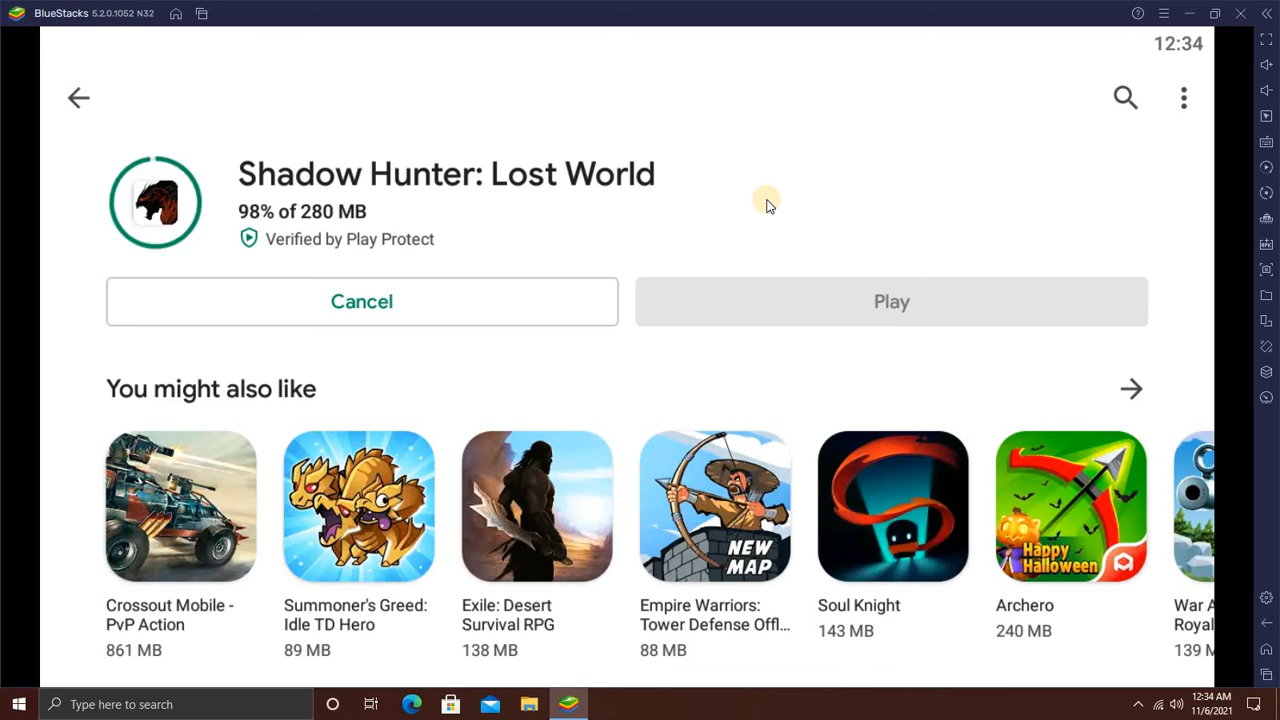 BlueStacks 5.2.0.1052 N32
12:34
Shadow Hunter: Lost World
98% of 280 MB
Verified by Play Protect
Cancel
Play
You might also like
NEW
MAP
Happy
Halloween
Crossout Mobile -
PvP Action
861 MB
Summoner's Greed:
Idle TD Hero
89 MB
Exile: Desert
Survival RPG
138 MB
Empire Warriors:
Tower Defense Offl...
88 MB
Soul Knight
143 MB
Archero
240 MB
War A
Royal
139 M
Type here to search
12:34 AM
11/6/2021